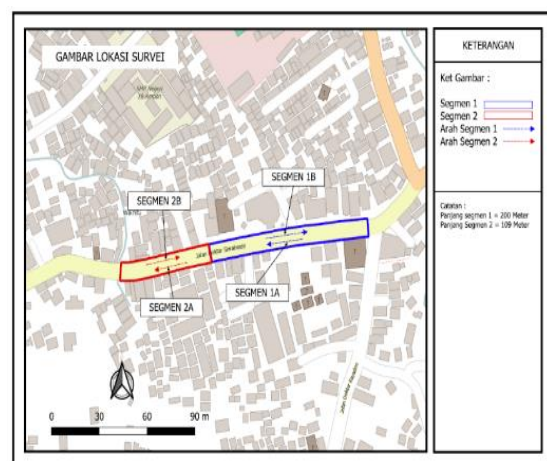 GAMBAR LOKASI SURVEI
SEGMEN 1B
SEGMEN 2B
SEGMEN 1A
SEGMEN 2A
0 30 60 90 m
KETERANGAN
Ket Gambar :
Segmen 1
Segmen 2
Arah Segmen 1
Arah Segmen 2
Catatan :
Panjang segmen 1 = 200 Meter
Panjang Segmen 2 = 109 Meter